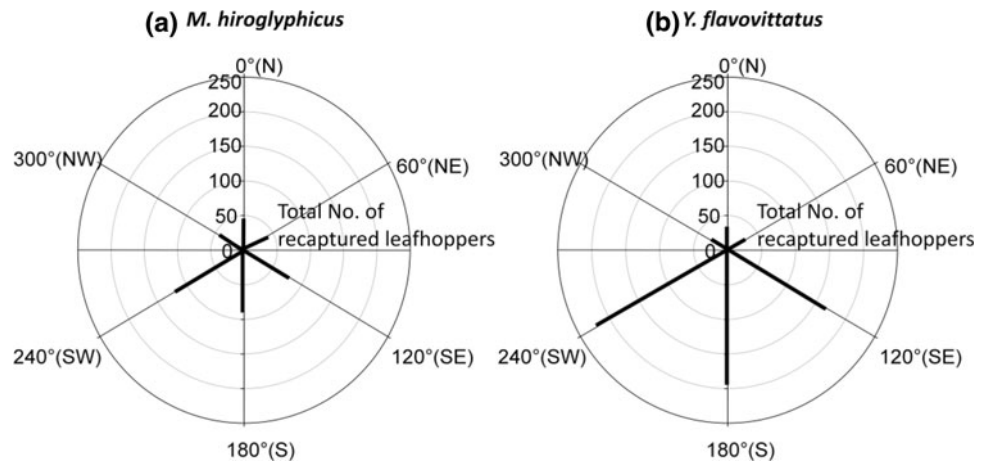 (a) M. hiroglyphicus
0°(N)
250
200
150
100
50
0
300°(NW)
60°(NE)
Total No. of
recaptured leafhoppers
240°(SW)
120°(SE)
180°(S)
(b) Y. flavovittatus
0°(N)
250
200
150
100
50
0
300°(NW)
60°(NE)
Total No. of
recaptured leafhoppers
240°(SW)
120°(SE)
180°(S)